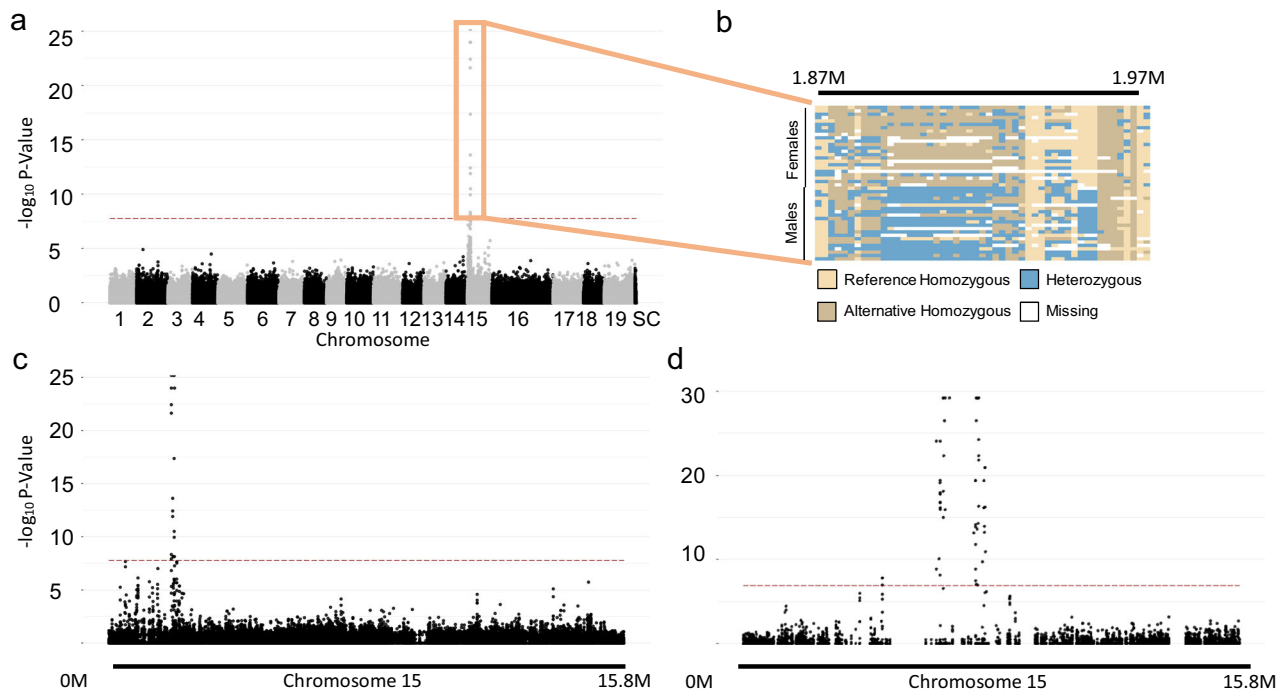 a
25
20
15
10
5
0
-log₁₀ P-Value
1 2 3 4 5 6 7 8 9 10 11 12 13 14 15 16 17 18 19 SC
Chromosome
b
1.87M 1.97M
Females
Males
Reference Homozygous Heterozygous
Alternative Homozygous Missing
c
25
20
15
10
5
-log₁₀ P-Value
0M Chromosome 15 15.8M
d
30
20
10
0M Chromosome 15 15.8M